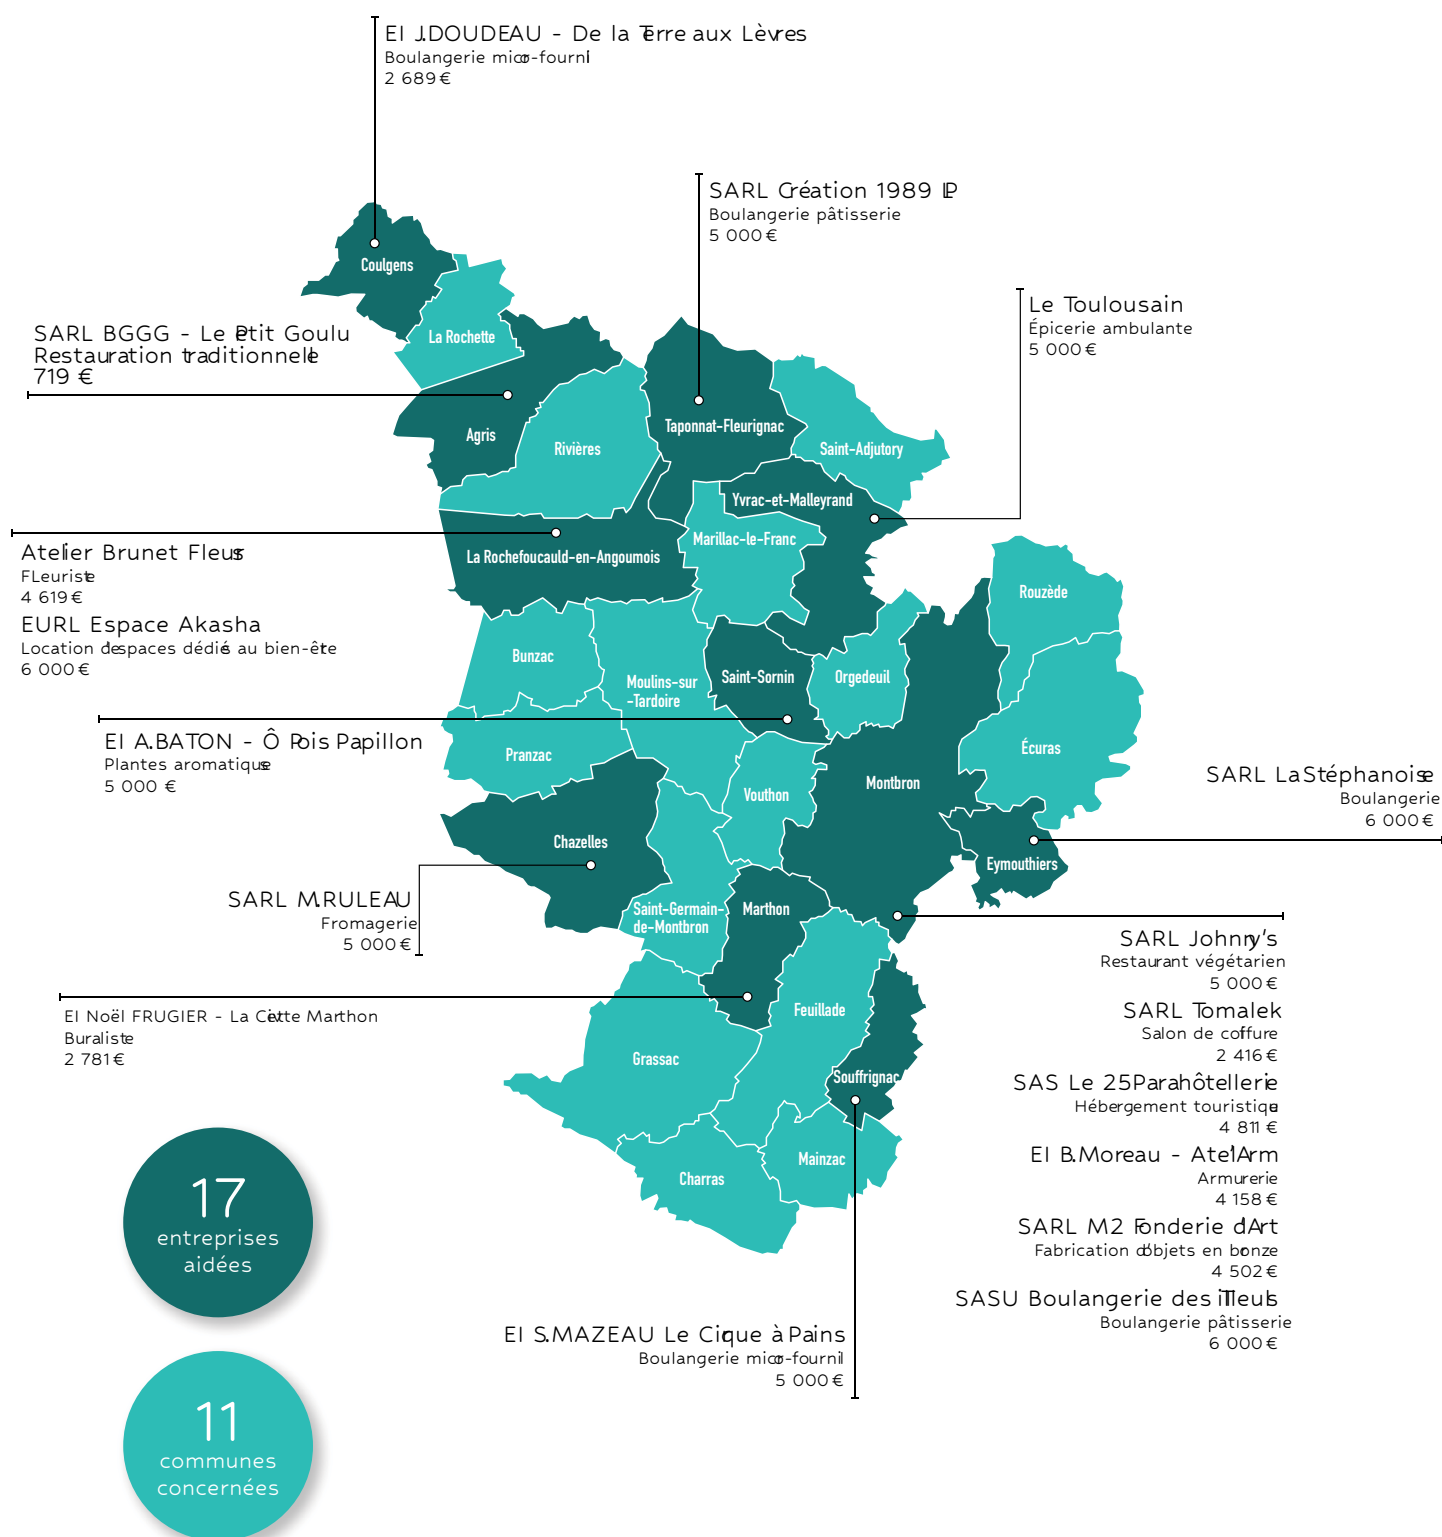 EI J.DOUDEAU - De la Terre aux Lèvres
Boulangerie micro-fournil
2 689 €
SARL Création 1989 LP
Boulangerie pâtisserie
5 000 €
Le Toulousain
Épicerie ambulante
5 000 €
SARL BGGG - Le Petit Goulu
Restauration traditionnelle
719 €
Coulgens
La Rochette
Agris
Rivières
Taponnat-Fleurignac
Saint-Adjutory
Yvrac-et-Malleyrand
Marillac-le-Franc
La Rochefoucauld-en-Angoumois
Atelier Brunet Fleurs
FLeuriste
4 619 €
EURL Espace Akasha
Location d'espaces dédiés au bien-être
6 000 €
Rouzède
Bunzac
Moulins-sur
-Tardoire
Saint-Sornin
Orgedeuil
EI A.BATON - Ô Pois Papillon
Plantes aromatiques
5 000 €
Pranzac
Écuras
Vouthon
Montbron
SARL La Stéphanoise
Boulangerie
6 000 €
Chazelles
Eymouthiers
SARL M.RULEAU
Fromagerie
5 000 €
Saint-Germain-
de-Montbron
Marthon
SARL Johnny's
Restaurant végétarien
5 000 €
SARL Tomalek
Salon de coiffure
2 416 €
SAS Le 25 Parahôtellerie
Hébergement touristique
4 811 €
EI B.Moreau - Atel'Arm
Armurerie
4 158 €
SARL M2 Fonderie d'Art
Fabrication d'objets en bronze
4 502 €
SASU Boulangerie des Tilleuls
Boulangerie pâtisserie
6 000 €
EI Noël FRUGIER - La Civette Marthon
Buraliste
2 781 €
Feuillade
Grassac
Souffrignac
Mainzac
Charras
EI S.MAZEAU Le Cirque à Pains
Boulangerie micro-fournil
5 000 €
17
entreprises
aidées
11
communes
concernées